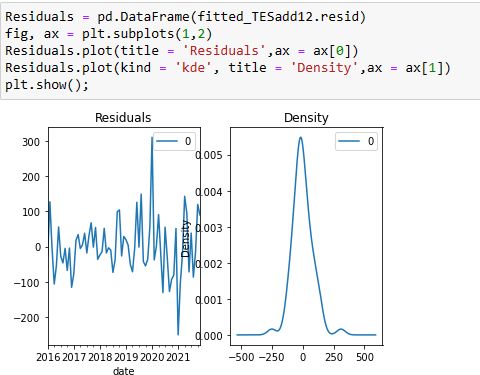 Residuals = pd.DataFrame(fitted_TESadd12.resid)
fig, ax = plt.subplots(1,2)
Residuals.plot(title = 'Residuals',ax = ax[0])
Residuals.plot(kind = 'kde', title = 'Density',ax = ax[1])
plt.show();
Residuals
Density
300
200
100
0
−100
−200
0
2016 2017 2018 2019 2020 2021
date
Density
0.005
0.004
0.003
0.002
0.001
0.000
0
−500 −250 0 250 500